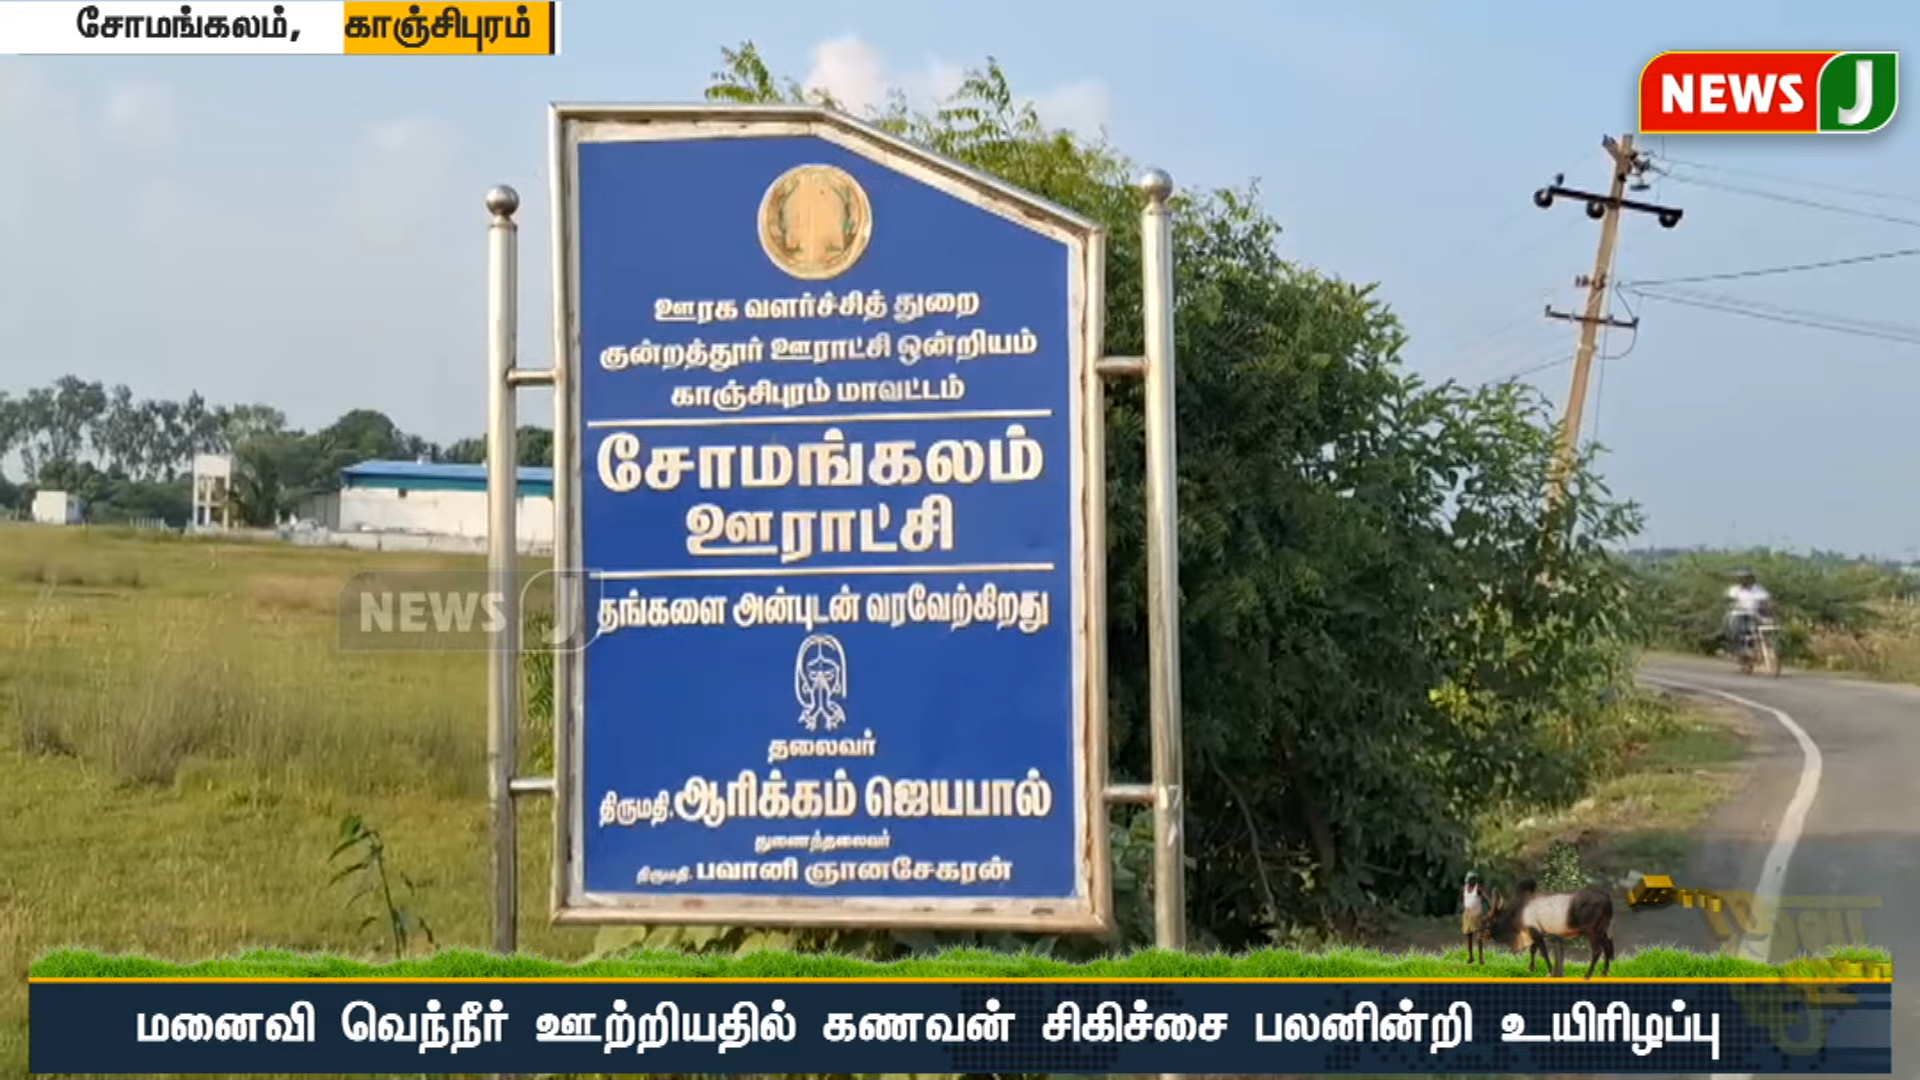 சோமங்கலம், காஞ்சிபுரம்
NEWS J
ஊரக வளர்ச்சித் துறை
குன்றத்தூர் ஊராட்சி ஒன்றியம்
காஞ்சிபுரம் மாவட்டம்
சோமங்கலம்
ஊராட்சி
NEWS J
தங்களை அன்புடன் வரவேற்கிறது
தலைவர்
திருமதி.ஆரிக்கம் ஜெயபால்
துணைத்தலைவர்
திருமதி. பவானி ஞானசேகரன்
மனைவி வெந்நீர் ஊற்றியதில் கணவன் சிகிச்சை பலனின்றி உயிரிழப்பு